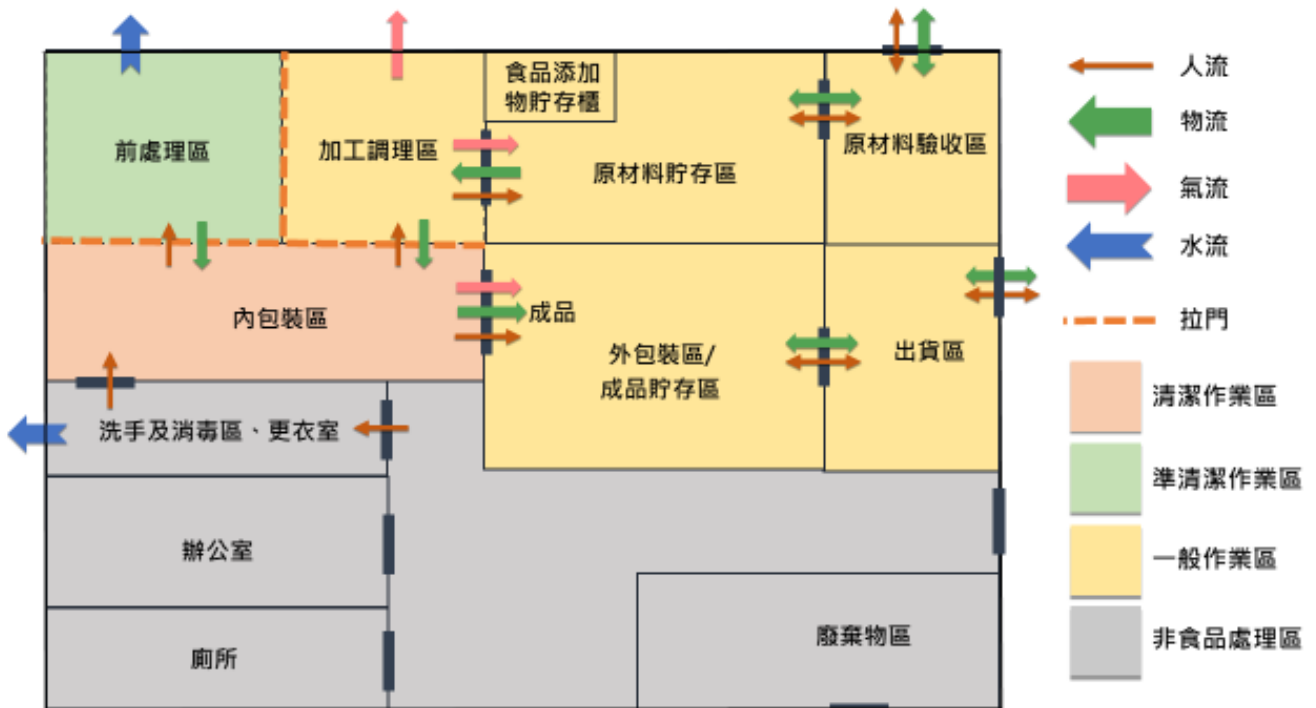 食品添加
物貯存櫃
前處理區
加工調理區
原材料貯存區
原材料驗收區
內包裝區
成品
外包裝區/
成品貯存區
出貨區
洗手及消毒區、更衣室
辦公室
廁所
廢棄物區
人流
物流
氣流
水流
拉門
清潔作業區
準清潔作業區
一般作業區
非食品處理區